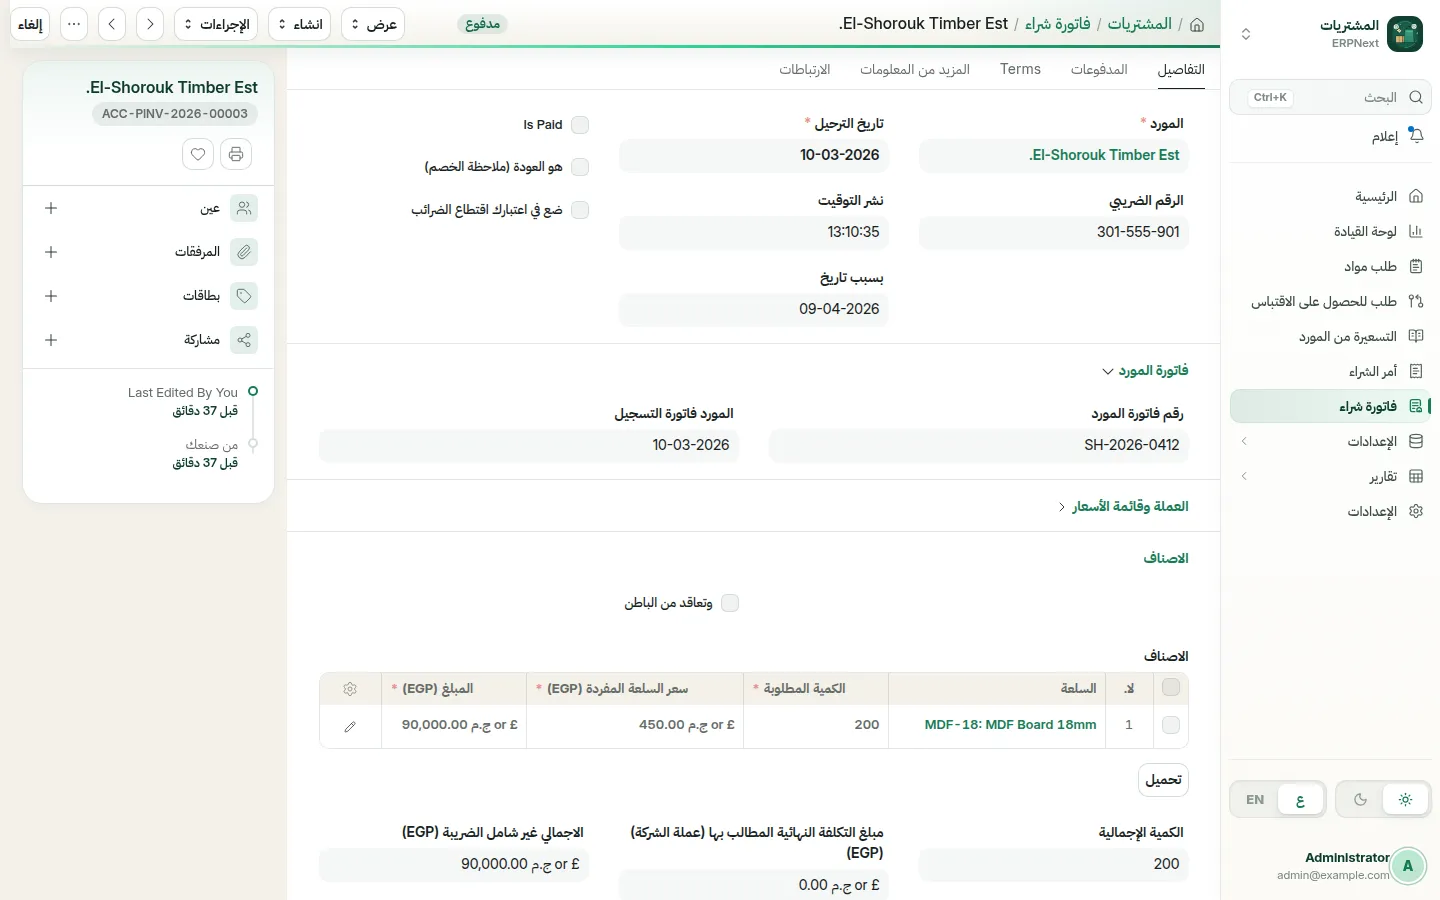 المشتريات
ERPNext
البحث
Ctrl+K
إعلام
الرئيسية
لوحة القيادة
طلب مواد
طلب للحصول على الاقتباس
التسعيرة من المورد
أمر الشراء
فاتورة شراء
الإعدادات
تقارير
الإعدادات
ع
EN
Administrator
admin@example.com
A
المشتريات / فاتورة شراء / El-Shorouk Timber Est.
مدفوع
عرض
انشاء
الإجراءات
إلغاء
التفاصيل
المدفوعات
Terms
المزيد من المعلومات
الارتباطات
المورد *
El-Shorouk Timber Est.
الرقم الضريبي
301-555-901
تاريخ الترحيل *
10-03-2026
نشر التوقيت
13:10:35
بسبب تاريخ
09-04-2026
Is Paid
هو العودة (ملاحظة الخصم)
ضع في اعتبارك اقتطاع الضرائب
فاتورة المورد
رقم فاتورة المورد
SH-2026-0412
المورد فاتورة التسجيل
10-03-2026
العملة وقائمة الأسعار
الاصناف
وتعاقد من الباطن
الاصناف
لا.
السلعة
الكمية المطلوبة *
سعر السلعة المفردة (EGP) *
المبلغ (EGP) *
1
MDF-18: MDF Board 18mm
200
£ or ج.م 450.00
£ or ج.م 90,000.00
تحميل
الكمية الإجمالية
200
مبلغ التكلفة النهائية المطالب بها (عملة الشركة)
(EGP)
£ or ج.م 0.00
الاجمالي غير شامل الضريبة (EGP)
£ or ج.م 90,000.00
El-Shorouk Timber Est.
ACC-PINV-2026-00003
عين
المرفقات
بطاقات
مشاركة
Last Edited By You
قبل 37 دقائق
من صنعك
قبل 37 دقائق